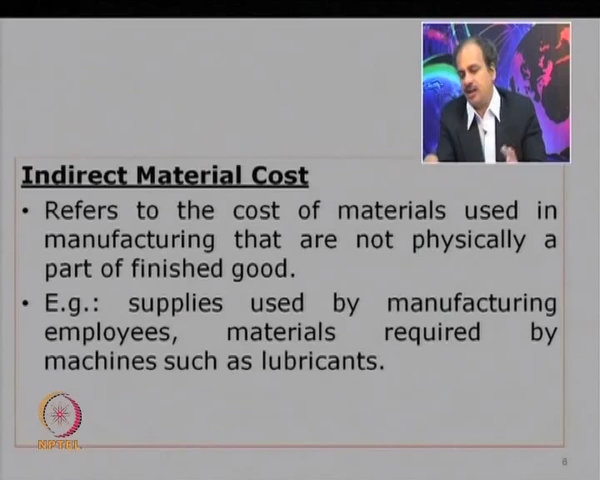 Indirect Material Cost
• Refers to the cost of materials used in
manufacturing that are not physically a
part of finished good.
• E.g.: supplies used by manufacturing
employees, materials required by
machines such as lubricants.
NPTEL
8